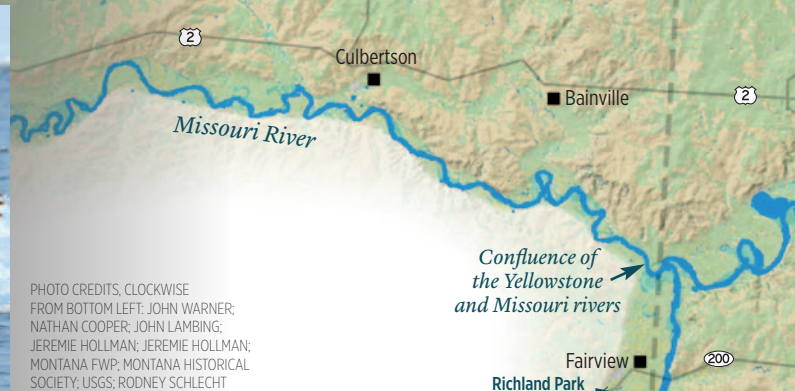 2
Culbertson
Bainville
2
Missouri River
Confluence of
the Yellowstone
and Missouri rivers
PHOTO CREDITS, CLOCKWISE
FROM BOTTOM LEFT: JOHN WARNER;
NATHAN COOPER; JOHN LAMBING;
JEREMIE HOLLMAN; JEREMIE HOLLMAN;
MONTANA FWP; MONTANA HISTORICAL
SOCIETY; USGS; RODNEY SCHLECHT
Fairview
200
Richland Park